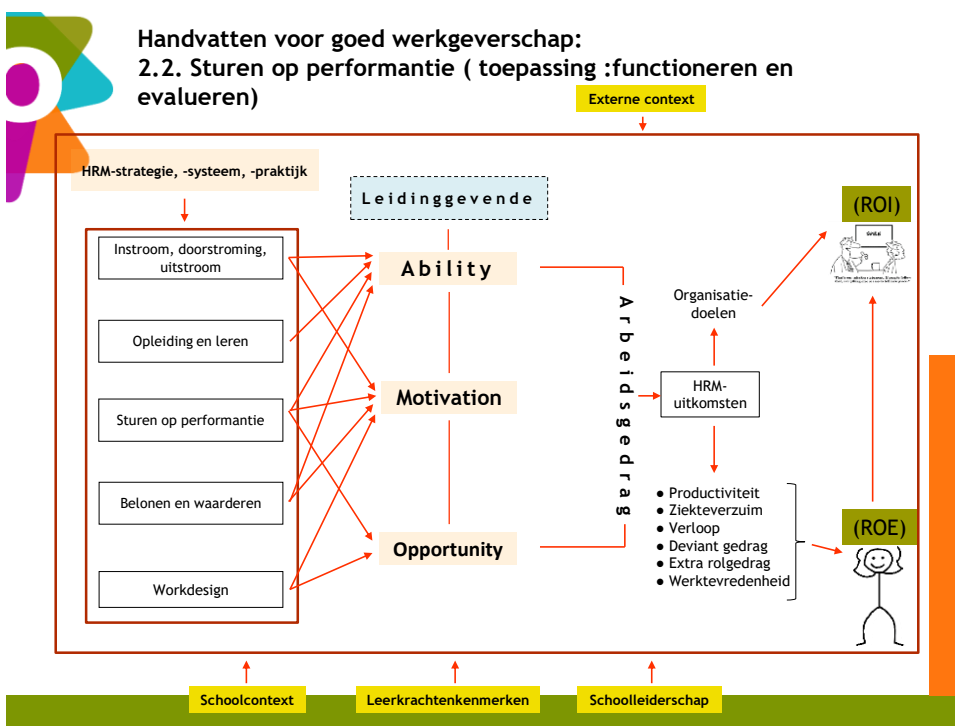 Handvatten voor goed werkgeverschap:
2.2. Sturen op performantie ( toepassing :functioneren en
evalueren)
Externe context
HRM-strategie, -systeem, -praktijk
Leidinggevende
(ROI)
Instroom, doorstroming,
uitstroom
Ability
Organisatie-
doelen
Opleiding en leren
Arbeidsgedrag
Motivation
HRM-
uitkomsten
Sturen op performantie
Belonen en waarderen
● Productiviteit
● Ziekteverzuim
● Verloop
● Deviant gedrag
● Extra rolgedrag
● Werktevredenheid
(ROE)
Opportunity
Workdesign
Schoolcontext
Leerkrachtenkenmerken
Schoolleiderschap